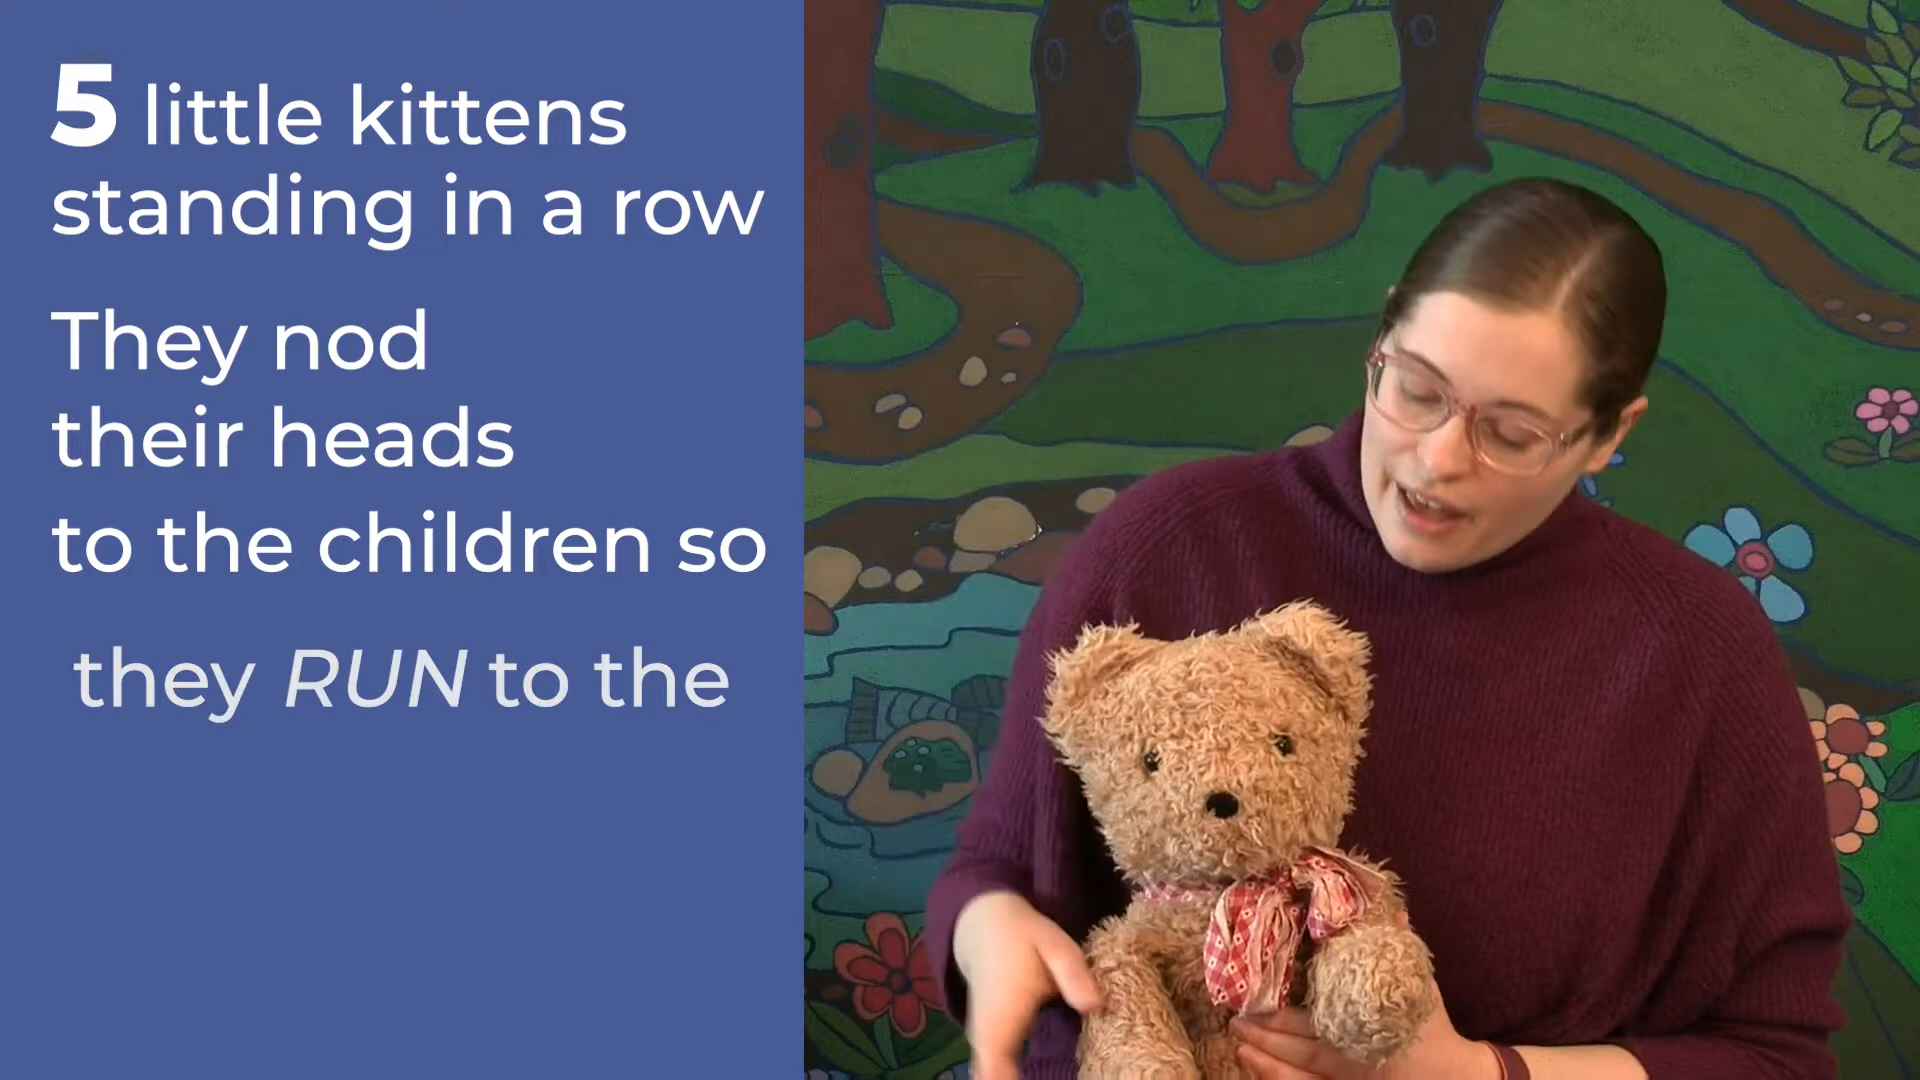 5 little kittens
standing in a row
They nod
their heads
to the children so
they RUN to the